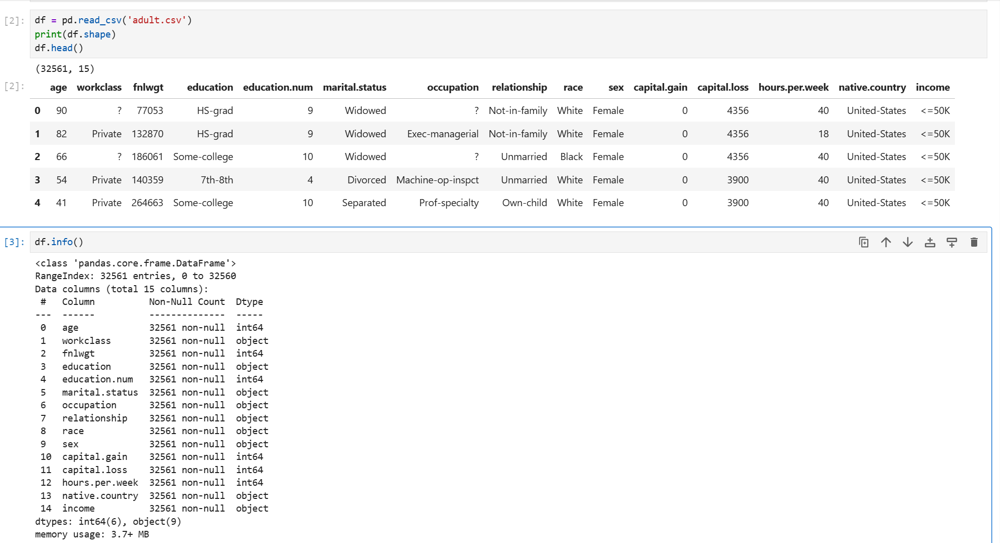 [2]: df = pd.read_csv('adult.csv')
print(df.shape)
df.head()
(32561, 15)
[2]: age workclass fnlwgt education education.num marital.status occupation relationship race sex capital.gain capital.loss hours.per.week native.country income
0 90 ? 77053 HS-grad 9 Widowed ? Not-in-family White Female 0 4356 40 United-States <=50K
1 82 Private 132870 HS-grad 9 Widowed Exec-managerial Not-in-family White Female 0 4356 18 United-States <=50K
2 66 ? 186061 Some-college 10 Widowed ? Unmarried Black Female 0 4356 40 United-States <=50K
3 54 Private 140359 7th-8th 4 Divorced Machine-op-inspct Unmarried White Female 0 3900 40 United-States <=50K
4 41 Private 264663 Some-college 10 Separated Prof-specialty Own-child White Female 0 3900 40 United-States <=50K
[3]: df.info()
<class 'pandas.core.frame.DataFrame'>
RangeIndex: 32561 entries, 0 to 32560
Data columns (total 15 columns):
# Column Non-Null Count Dtype
--- ------ -------------- -----
0 age 32561 non-null int64
1 workclass 32561 non-null object
2 fnlwgt 32561 non-null int64
3 education 32561 non-null object
4 education.num 32561 non-null int64
5 marital.status 32561 non-null object
6 occupation 32561 non-null object
7 relationship 32561 non-null object
8 race 32561 non-null object
9 sex 32561 non-null object
10 capital.gain 32561 non-null int64
11 capital.loss 32561 non-null int64
12 hours.per.week 32561 non-null int64
13 native.country 32561 non-null object
14 income 32561 non-null object
dtypes: int64(6), object(9)
memory usage: 3.7+ MB